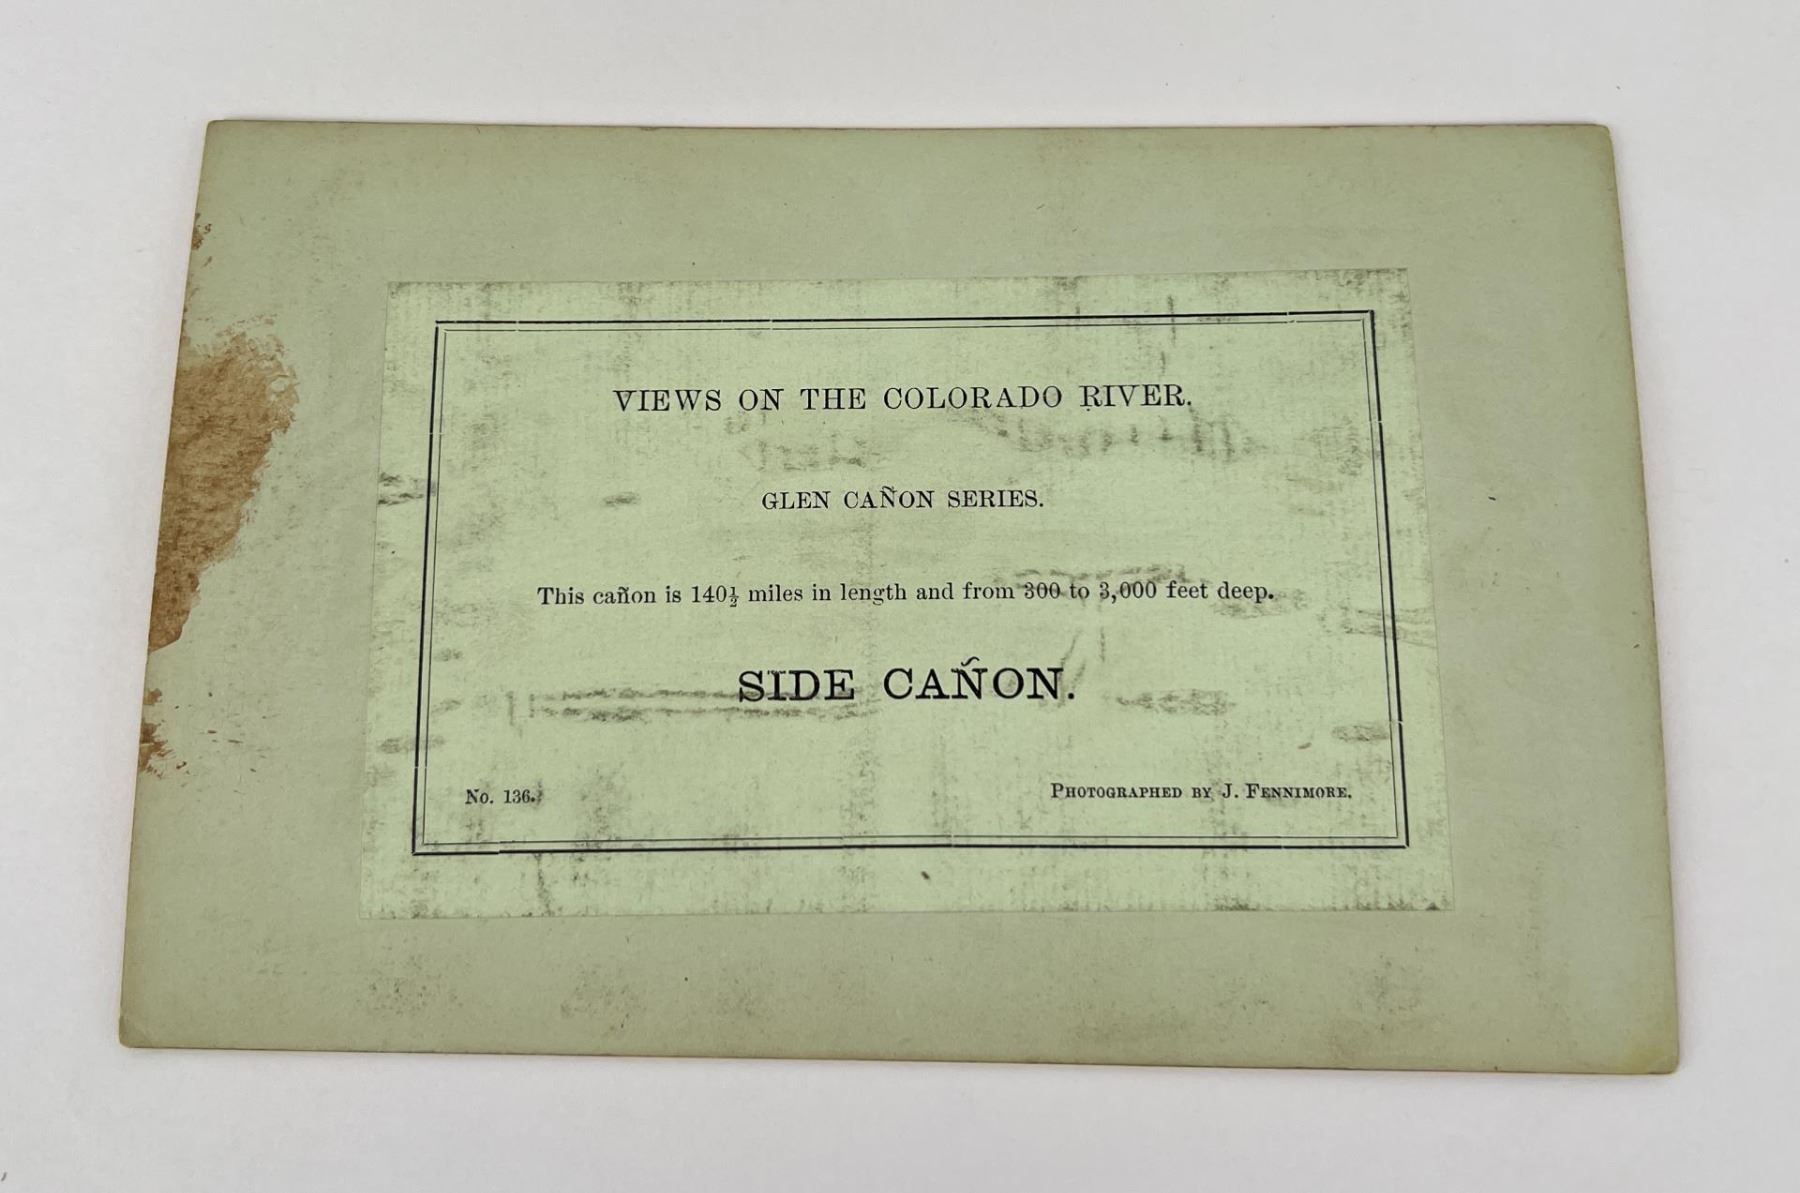 VIEWS ON THE COLORADO RIVER.
GLEN CAÑON SERIES.
This cañon is 140½ miles in length and from 300 to 3,000 feet deep.
SIDE CAÑON.
No. 136.
PHOTOGRAPHED BY J. FENNIMORE.